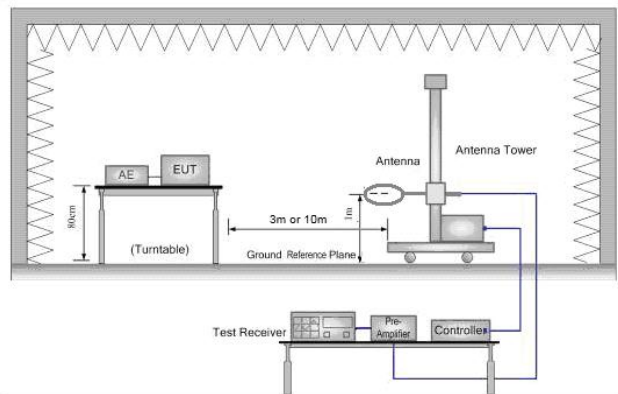 Antenna
Antenna Tower
AE
EUT
80cm
(Turntable)
3m or 10m
1m
Ground Reference Plane
Test Receiver
Pre-
Amplifier
Controller